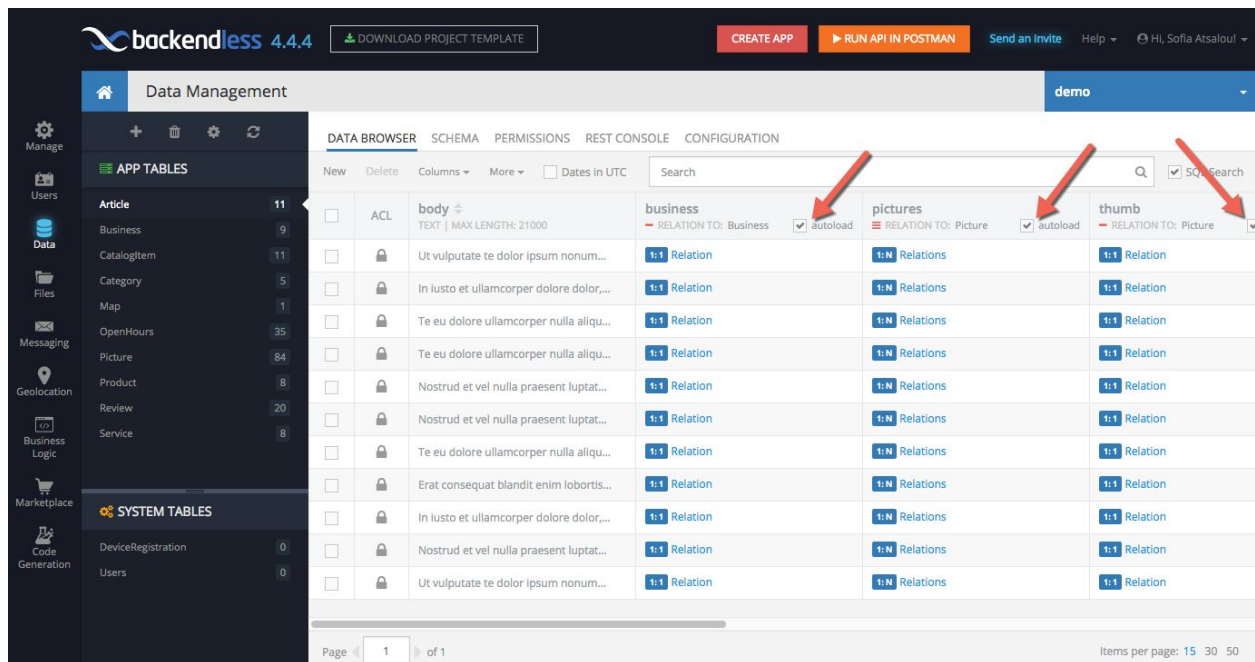 backendless 4.4.4
DOWNLOAD PROJECT TEMPLATE
CREATE APP
RUN API IN POSTMAN
Send an Invite
Help
Hi, Sofia Atsalou!
Data Management
demo
Manage
Users
Data
Files
Messaging
Geolocation
Business
Logic
Marketplace
Code
Generation
APP TABLES
Article 11
Business 9
CatalogItem 11
Category 5
Map 1
OpenHours 35
Picture 84
Product 8
Review 20
Service 8
SYSTEM TABLES
DeviceRegistration 0
Users 0
DATA BROWSER SCHEMA PERMISSIONS REST CONSOLE CONFIGURATION
New Delete Columns More Dates in UTC Search SQL Search
ACL body business pictures thumb
TEXT | MAX LENGTH: 21000 RELATION TO: Business autoload RELATION TO: Picture autoload RELATION TO: Picture
Ut vulputate te dolor ipsum nonum... 1:1 Relation 1:N Relations 1:1 Relation
In iusto et ullamcorper dolore dolor,... 1:1 Relation 1:N Relations 1:1 Relation
Te eu dolore ullamcorper nulla aliqu... 1:1 Relation 1:N Relations 1:1 Relation
Te eu dolore ullamcorper nulla aliqu... 1:1 Relation 1:N Relations 1:1 Relation
Nostrud et vel nulla praesent luptat... 1:1 Relation 1:N Relations 1:1 Relation
Nostrud et vel nulla praesent luptat... 1:1 Relation 1:N Relations 1:1 Relation
Te eu dolore ullamcorper nulla aliqu... 1:1 Relation 1:N Relations 1:1 Relation
Erat consequat blandit enim lobortis... 1:1 Relation 1:N Relations 1:1 Relation
In iusto et ullamcorper dolore dolor,... 1:1 Relation 1:N Relations 1:1 Relation
Nostrud et vel nulla praesent luptat... 1:1 Relation 1:N Relations 1:1 Relation
Ut vulputate te dolor ipsum nonum... 1:1 Relation 1:N Relations 1:1 Relation
Page 1 of 1 Items per page: 15 30 50